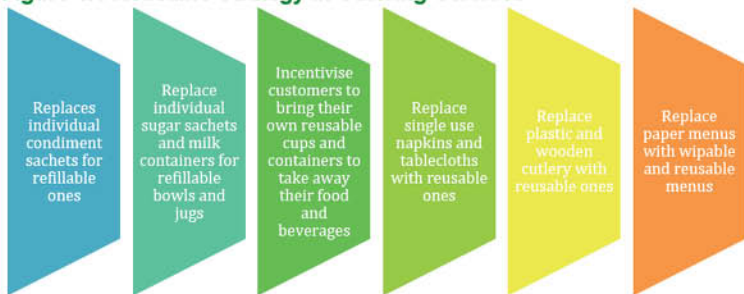 Replaces
individual
condiment
sachets for
refillable
ones
Replace
individual
sugar sachets
and milk
containers for
refillable
bowls and
jugs
Incentivise
customers to
bring their
own reusable
cups and
containers to
take away
their food
and
beverages
Replace
single use
napkins and
tablecloths
with reusable
ones
Replace
plastic and
wooden
cutlery with
reusable ones
Replace
paper menus
with wipable
and reusable
menus